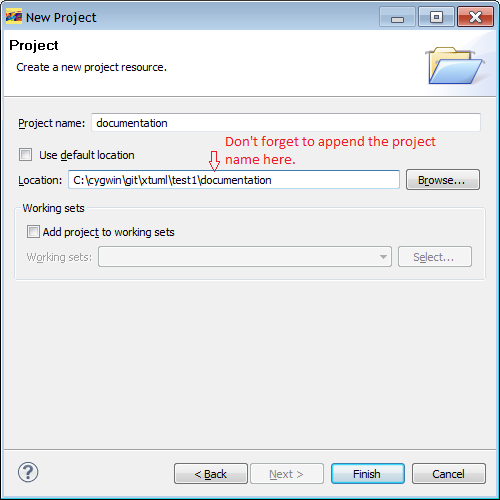 New Project
Project
Create a new project resource.
Project name: documentation
Use default location
Don't forget to append the project
name here.
Location: C:\cygwin\git\xtuml\test1\documentation Browse...
Working sets
Add project to working sets
Working sets: Select...
? < Back Next > Finish Cancel